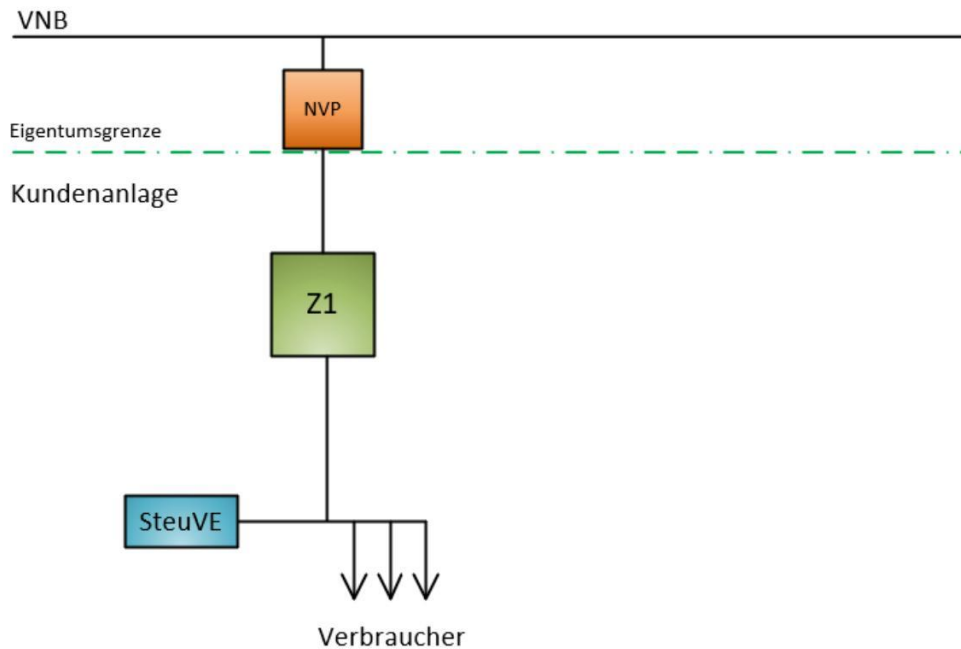 VNB
NVP
Eigentumsgrenze
Kundenanlage
Z1
SteuVE
Verbraucher